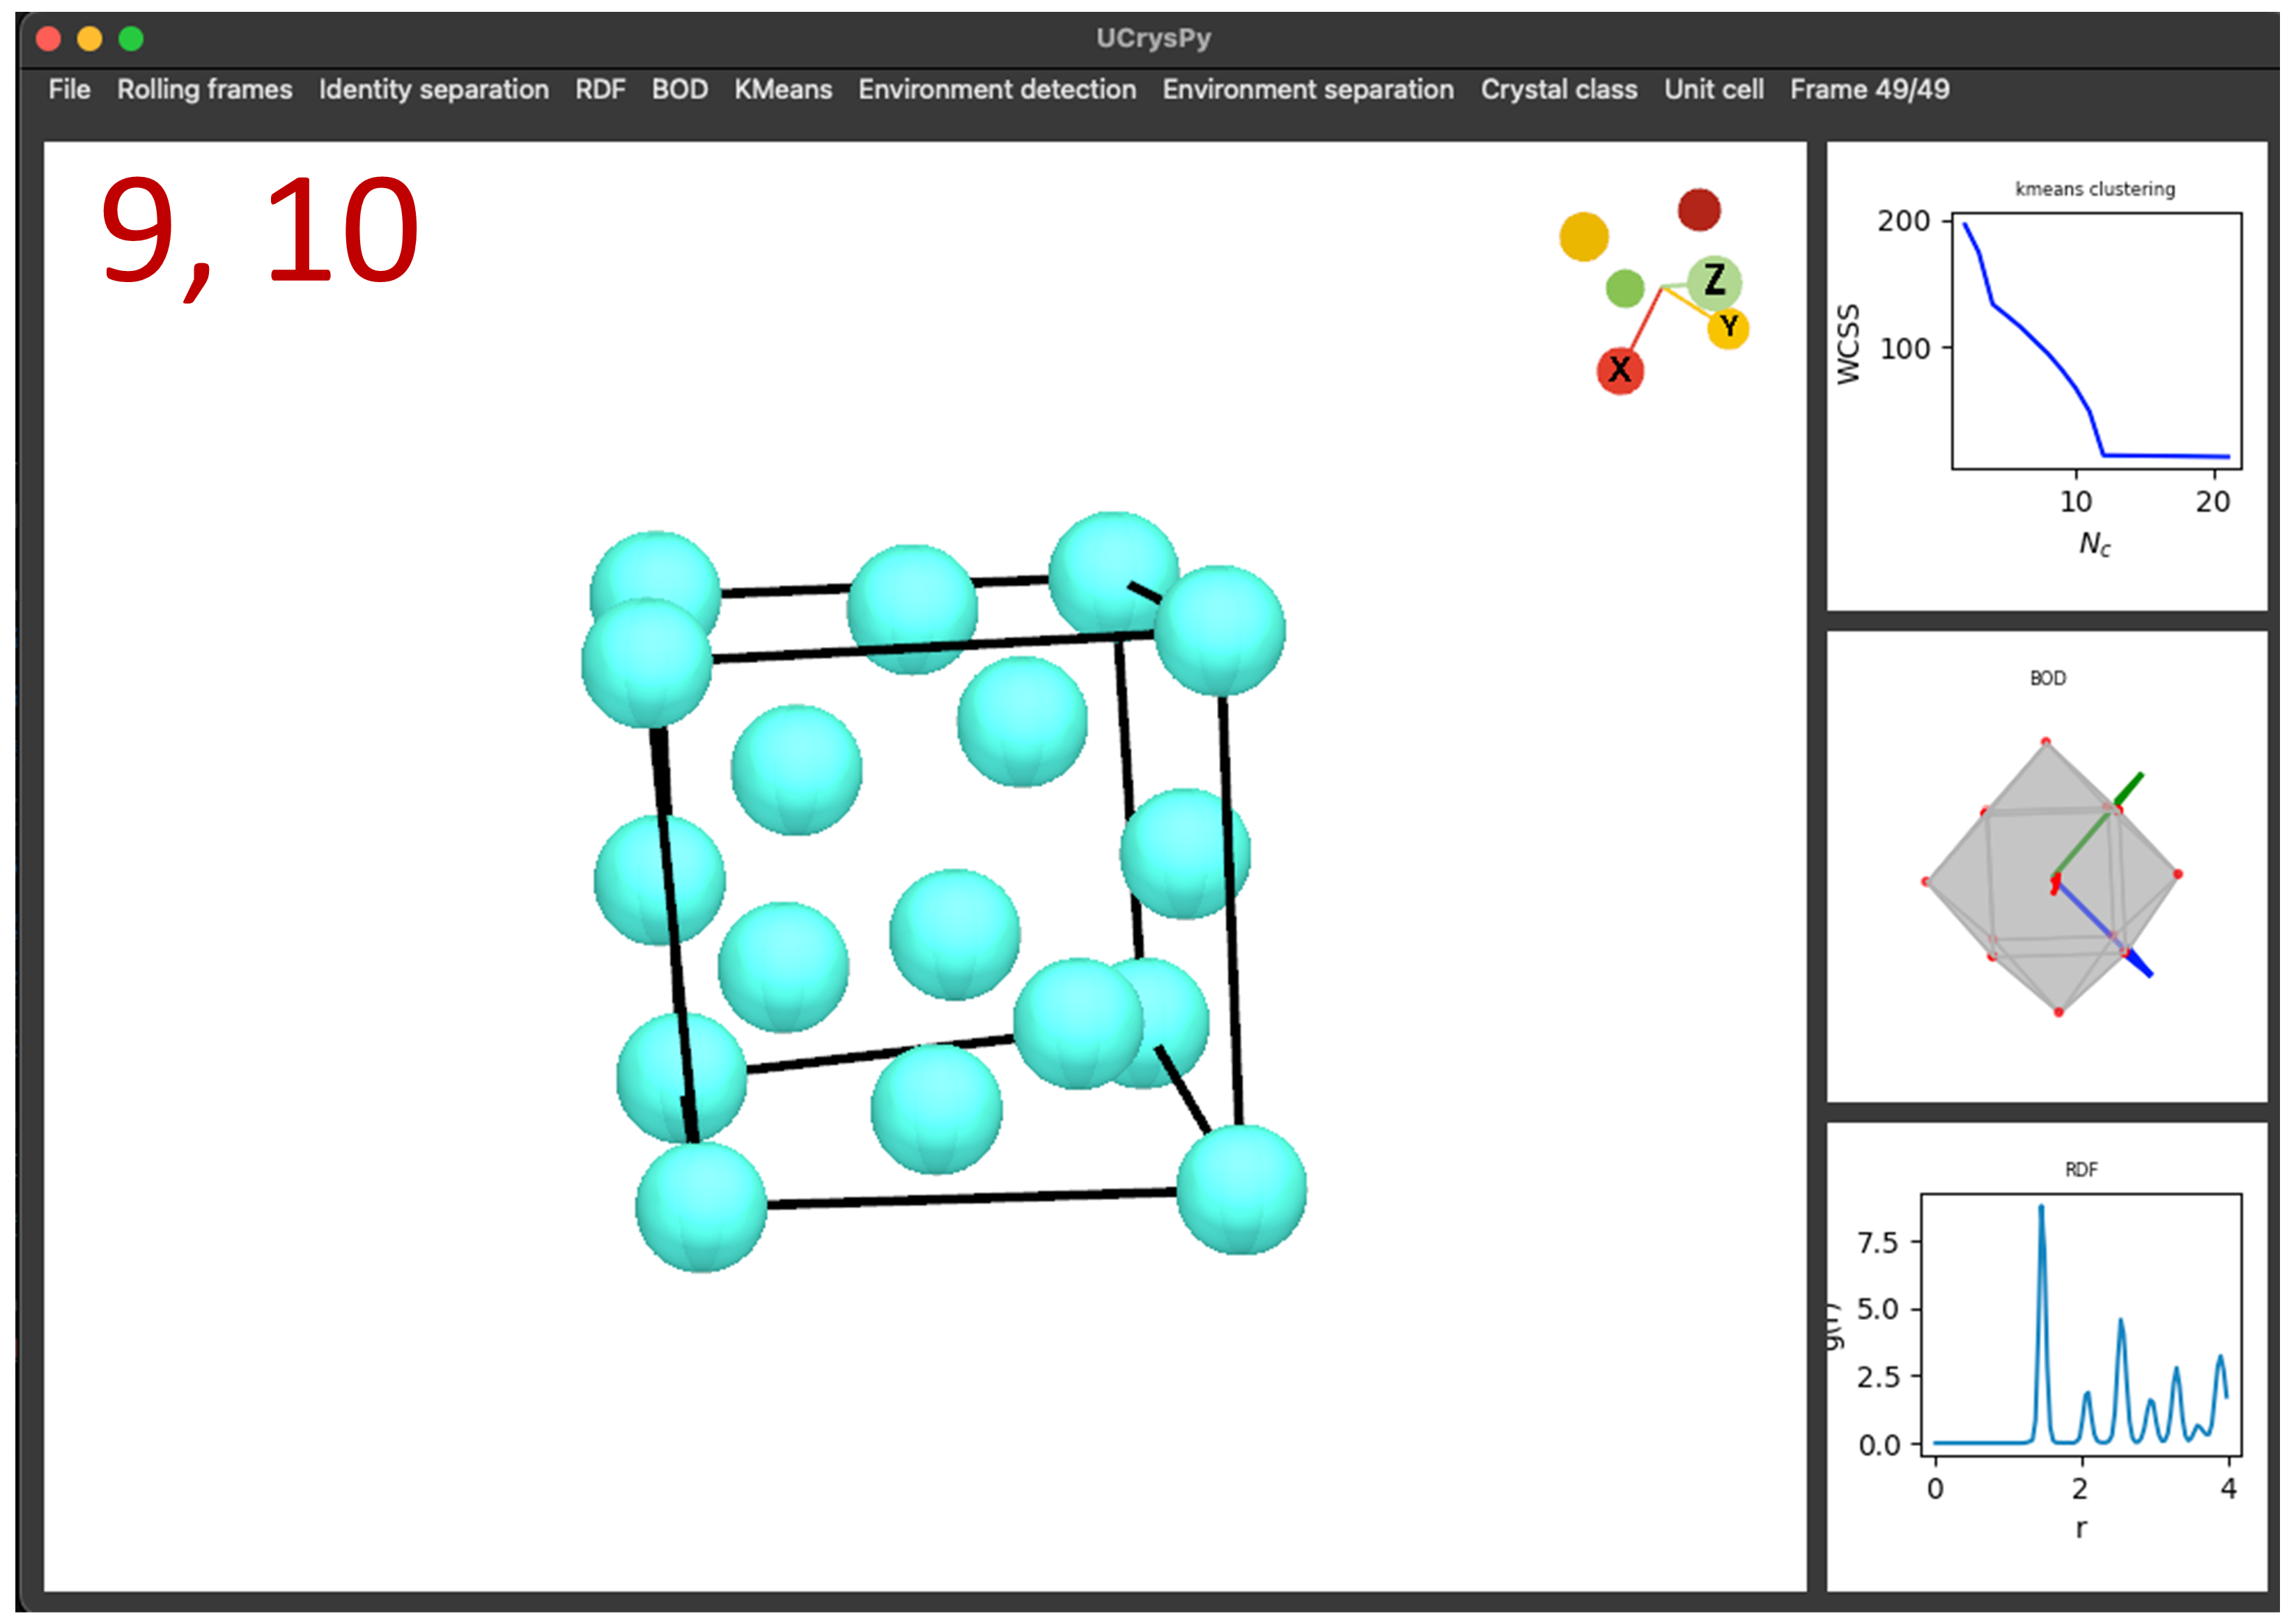 UCrysPy
File Rolling frames Identity separation RDF BOD KMeans Environment detection Environment separation Crystal class Unit cell Frame 49/49
9, 10
Z
Y
X
kmeans clustering
200
100
WCSS
10 20
Nc
BOD
RDF
7.5
5.0
2.5
0.0
g(r)
0 2 4
r